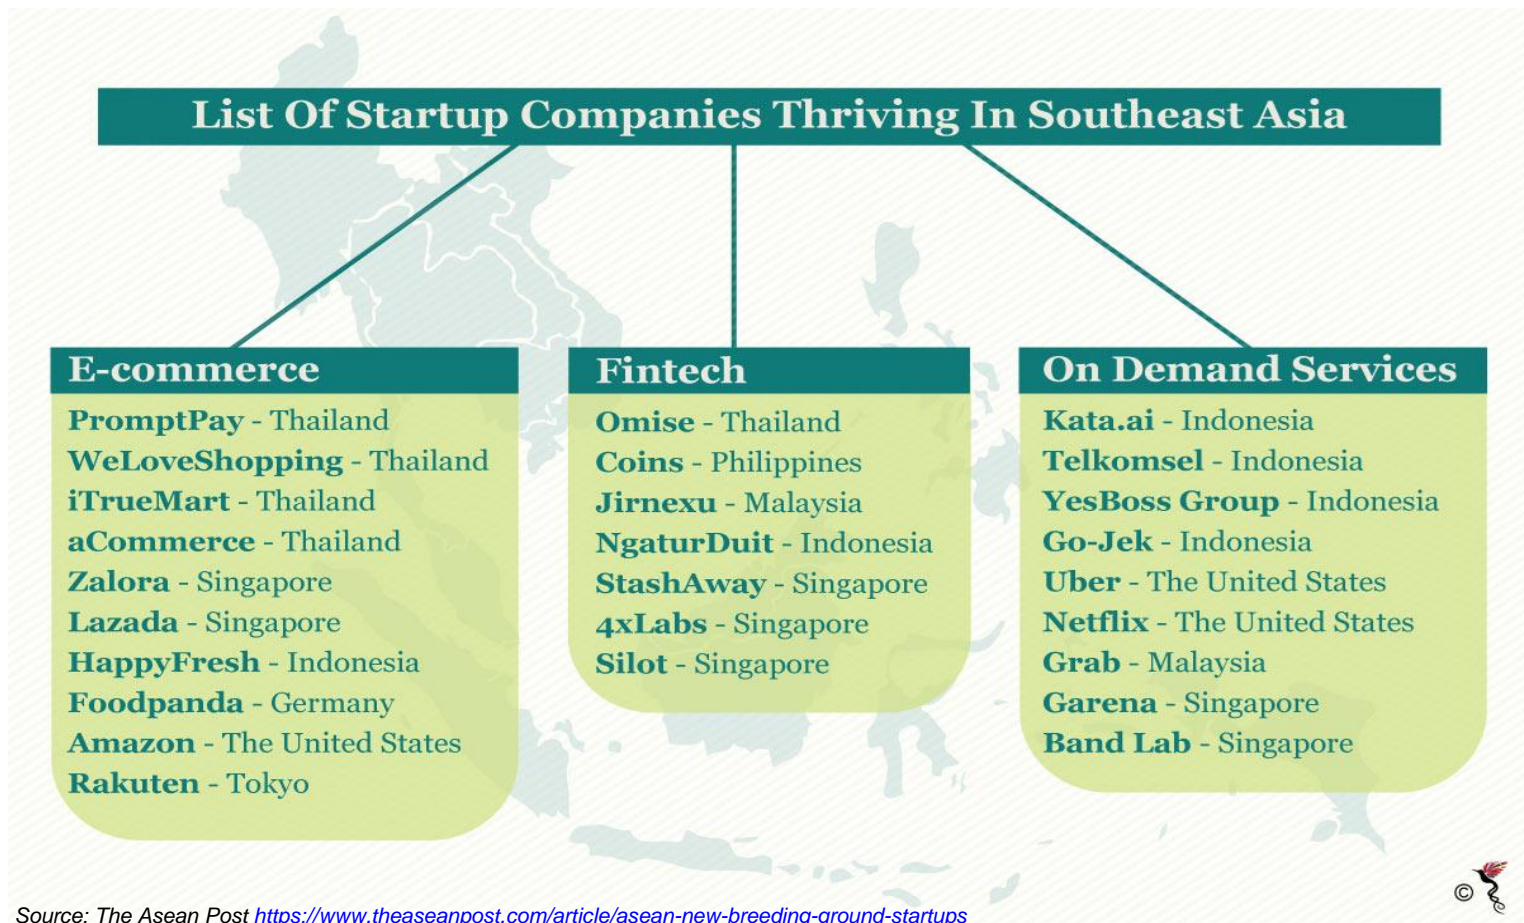 List Of Startup Companies Thriving In Southeast Asia
E-commerce
PromptPay - Thailand
WeLoveShopping - Thailand
iTrueMart - Thailand
aCommerce - Thailand
Zalora - Singapore
Lazada - Singapore
HappyFresh - Indonesia
Foodpanda - Germany
Amazon - The United States
Rakuten - Tokyo
Fintech
Omise - Thailand
Coins - Philippines
Jirnexu - Malaysia
NgaturDuit - Indonesia
StashAway - Singapore
4xLabs - Singapore
Silot - Singapore
On Demand Services
Kata.ai - Indonesia
Telkomsel - Indonesia
YesBoss Group - Indonesia
Go-Jek - Indonesia
Uber - The United States
Netflix - The United States
Grab - Malaysia
Garena - Singapore
Band Lab - Singapore
©
Source: The Asean Post https://www.theaseanpost.com/article/asean-new-breeding-ground-startups